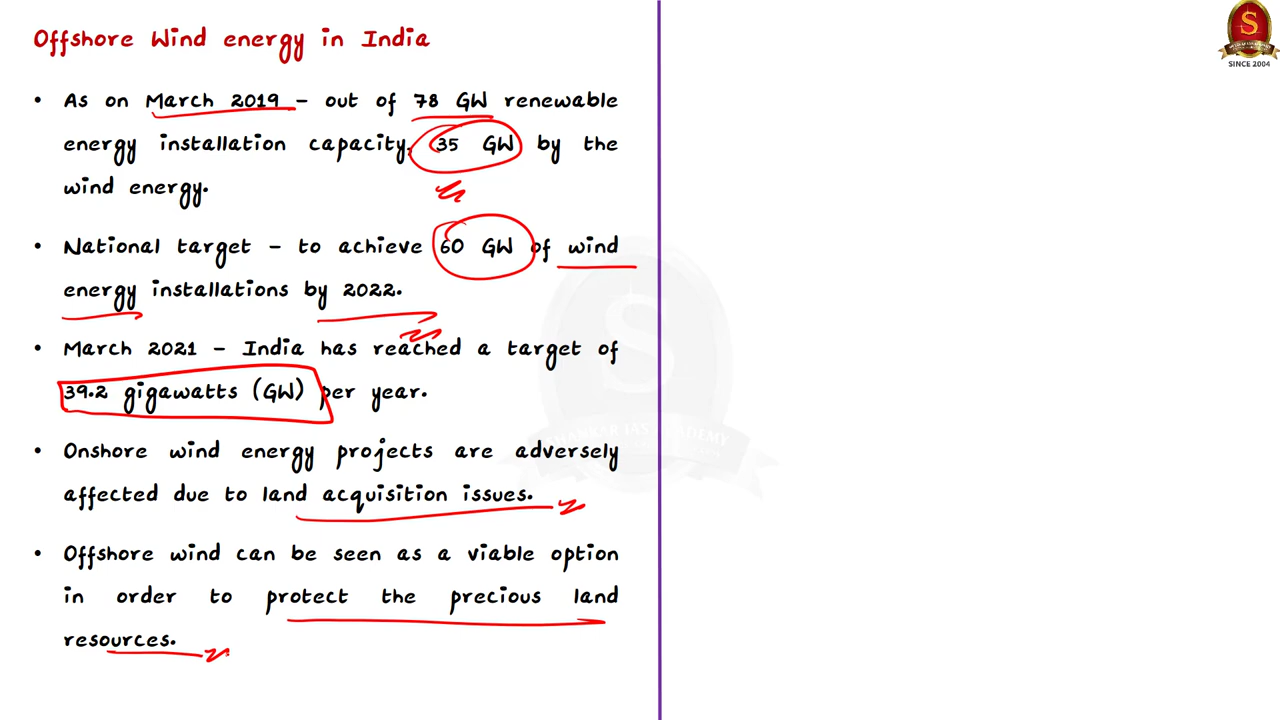 Offshore Wind energy in India
• As on March 2019 – out of 78 GW renewable
energy installation capacity, 35 GW by the
wind energy.
• National target – to achieve 60 GW of wind
energy installations by 2022.
• March 2021 – India has reached a target of
39.2 gigawatts (GW) per year.
• Onshore wind energy projects are adversely
affected due to land acquisition issues.
• Offshore wind can be seen as a viable option
in order to protect the precious land
resources.
S
SINCE 2004
S
SHANKAR IAS ACADEMY